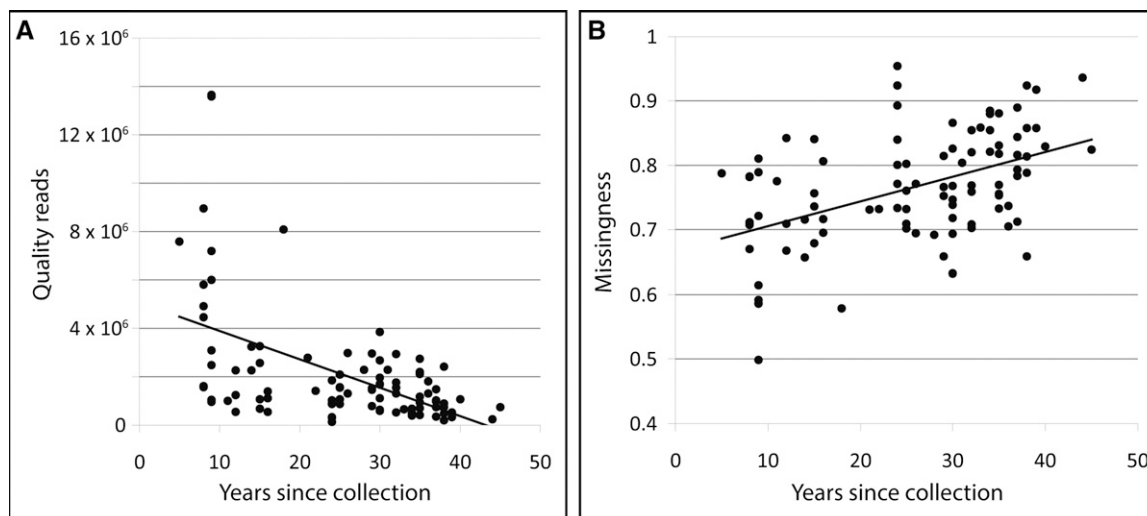 A
16 x 10⁶
12 x 10⁶
8 x 10⁶
4 x 10⁶
0
Quality reads
0 10 20 30 40 50
Years since collection
B
1
0.9
0.8
0.7
0.6
0.5
0.4
Missingness
0 10 20 30 40 50
Years since collection